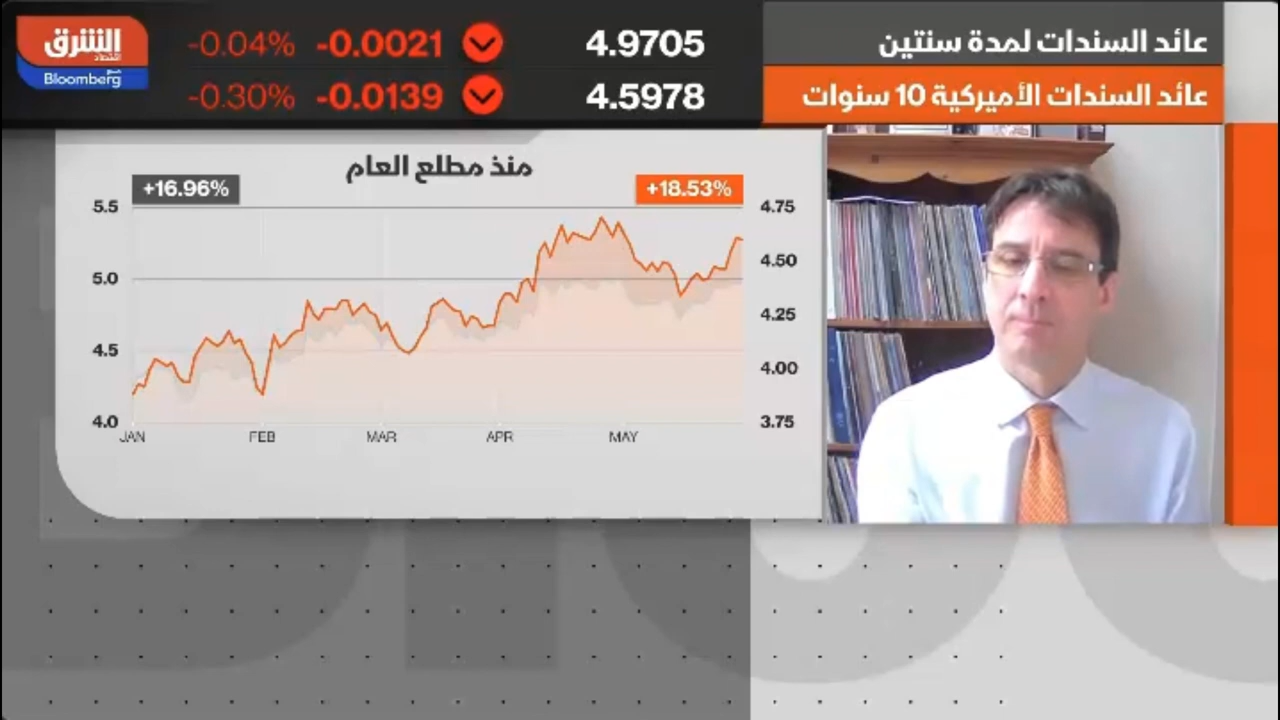 الشرق
اقتصاد
مع
Bloomberg
عائد السندات لمدة سنتين
4.9705
-0.0021
-0.04%
عائد السندات الأميركية 10 سنوات
4.5978
-0.0139
-0.30%
منذ مطلع العام
+16.96%
+18.53%
5.5
5.0
4.5
4.0
4.75
4.50
4.25
4.00
3.75
JAN FEB MAR APR MAY